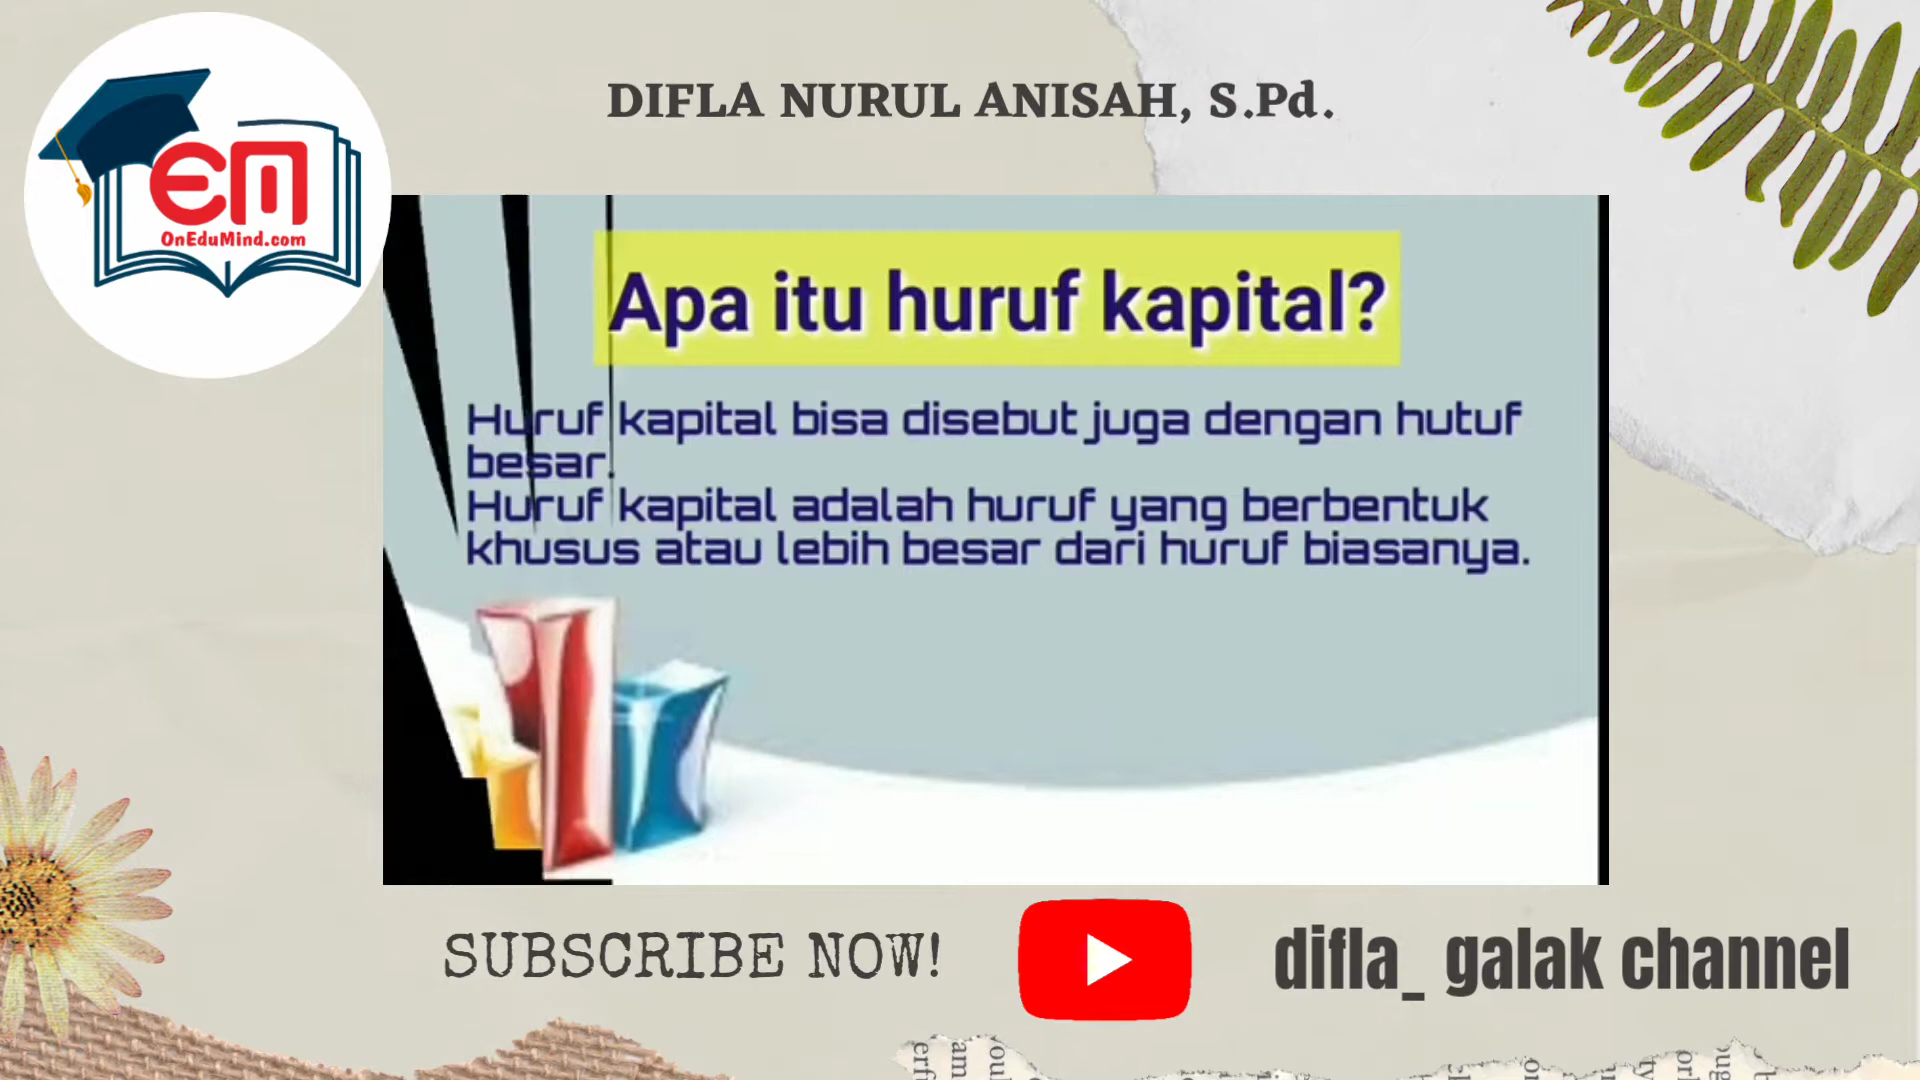 DIFLA NURUL ANISAH, S.Pd.
EM
OnEduMind.com
Apa itu huruf kapital?
Huruf kapital bisa disebut juga dengan hutuf
besar.
Huruf kapital adalah huruf yang berbentuk
khusus atau lebih besar dari huruf biasanya.
SUBSCRIBE NOW!
difla_ galak channel